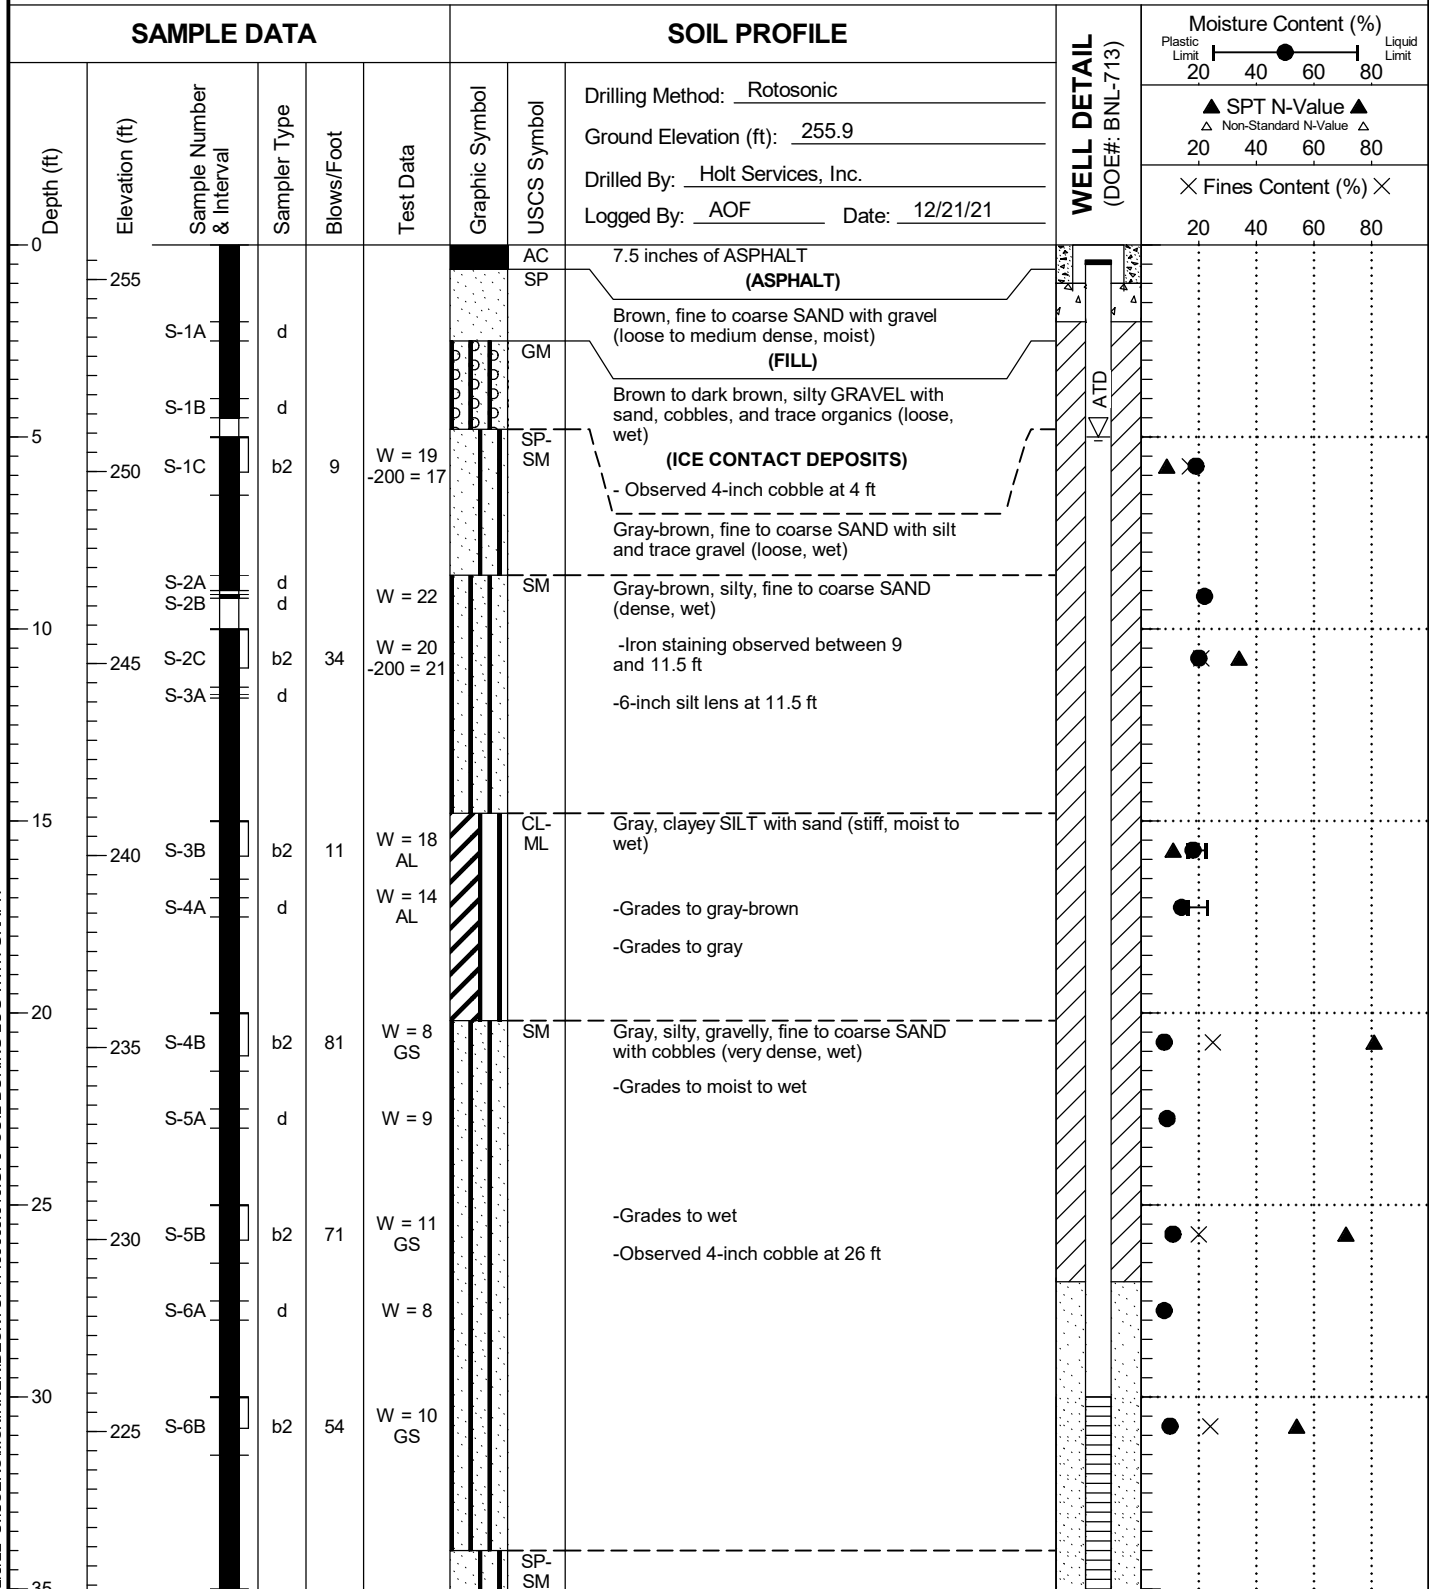 SAMPLE DATA
SOIL PROFILE
WELL DETAIL
(DOE#: BNL-713)
Moisture Content (%)
Plastic Limit
Liquid Limit
20 40 60 80
SPT N-Value
Non-Standard N-Value
20 40 60 80
Fines Content (%)
20 40 60 80
Depth (ft)
Elevation (ft)
Sample Number
& Interval
Sampler Type
Blows/Foot
Test Data
Graphic Symbol
USCS Symbol
Drilling Method: Rotosonic
Ground Elevation (ft): 255.9
Drilled By: Holt Services, Inc.
Logged By: AOF Date: 12/21/21
0
AC 7.5 inches of ASPHALT
(ASPHALT)
255
SP
Brown, fine to coarse SAND with gravel
(loose to medium dense, moist)
S-1A d
(FILL)
GM
ATD
Brown to dark brown, silty GRAVEL with
sand, cobbles, and trace organics (loose,
wet)
S-1B d
5
SP-
SM
(ICE CONTACT DEPOSITS)
S-1C b2 9 W = 19
-200 = 17
250
- Observed 4-inch cobble at 4 ft
Gray-brown, fine to coarse SAND with silt
and trace gravel (loose, wet)
S-2A d
SM Gray-brown, silty, fine to coarse SAND
(dense, wet)
S-2B d W = 22
10
-Iron staining observed between 9
and 11.5 ft
245 S-2C b2 34 W = 20
-200 = 21
S-3A d
-6-inch silt lens at 11.5 ft
15
CL-
ML
Gray, clayey SILT with sand (stiff, moist to
wet)
240 S-3B b2 11 W = 18
AL
S-4A d W = 14
AL
-Grades to gray-brown
-Grades to gray
20
SM Gray, silty, gravelly, fine to coarse SAND
with cobbles (very dense, wet)
235 S-4B b2 81 W = 8
GS
-Grades to moist to wet
S-5A d W = 9
25
-Grades to wet
230 S-5B b2 71 W = 11
GS
-Observed 4-inch cobble at 26 ft
S-6A d W = 8
30
225 S-6B b2 54 W = 10
GS
SP-
SM
35